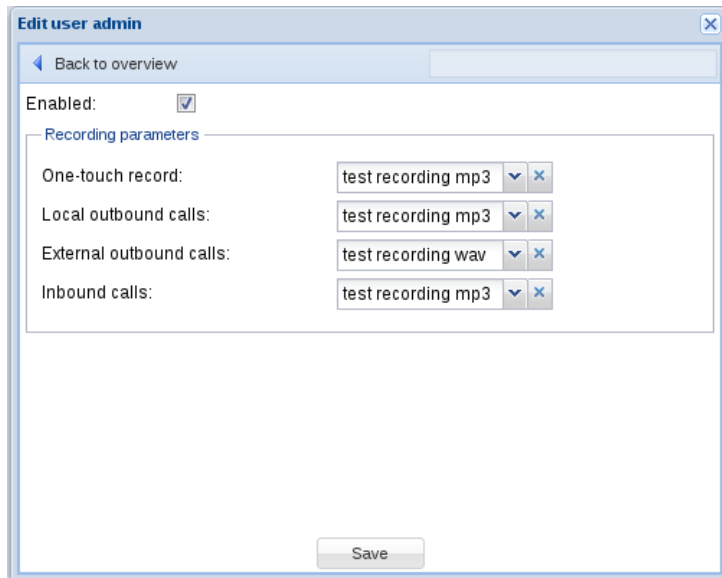 Edit user admin
Back to overview
Enabled:
Recording parameters
One-touch record: test recording mp3
Local outbound calls: test recording mp3
External outbound calls: test recording wav
Inbound calls: test recording mp3
Save